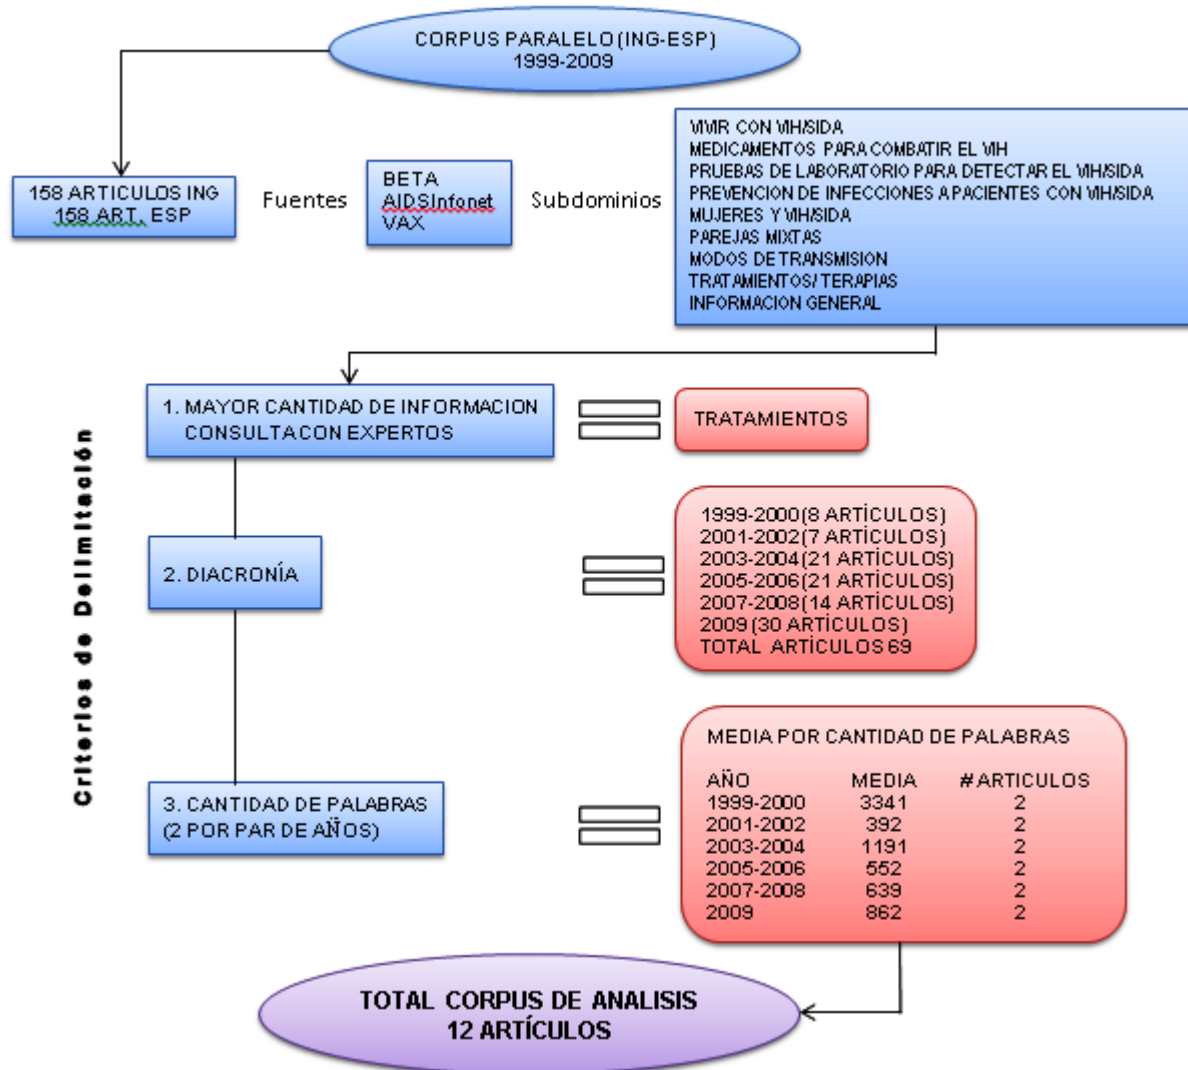 CORPUS PARALELO (ING-ESP)
1999-2009
158 ARTICULOS ING
158 ART. ESP
Fuentes
BETA
AIDSInfonet
VAX
Subdominios
VIVIR CON VIH/SIDA
MEDICAMENTOS PARA COMBATIR EL VIH
PRUEBAS DE LABORATORIO PARA DETECTAR EL VIH/SIDA
PREVENCION DE INFECCIONES A PACIENTES CON VIH/SIDA
MUJERES Y VIH/SIDA
PAREJAS MIXTAS
MODOS DE TRANSMISION
TRATAMIENTOS/ TERAPIAS
INFORMACION GENERAL
Criterios de Delimitación
1. MAYOR CANTIDAD DE INFORMACION
CONSULTA CON EXPERTOS
TRATAMIENTOS
2. DIACRONÍA
1999-2000 (8 ARTÍCULOS)
2001-2002 (7 ARTÍCULOS)
2003-2004 (21 ARTÍCULOS)
2005-2006 (21 ARTÍCULOS)
2007-2008 (14 ARTÍCULOS)
2009 (30 ARTÍCULOS)
TOTAL ARTÍCULOS 69
3. CANTIDAD DE PALABRAS
(2 POR PAR DE AÑOS)
MEDIA POR CANTIDAD DE PALABRAS
AÑO MEDIA # ARTICULOS
1999-2000 3341 2
2001-2002 392 2
2003-2004 1191 2
2005-2006 552 2
2007-2008 639 2
2009 862 2
TOTAL CORPUS DE ANALISIS
12 ARTÍCULOS